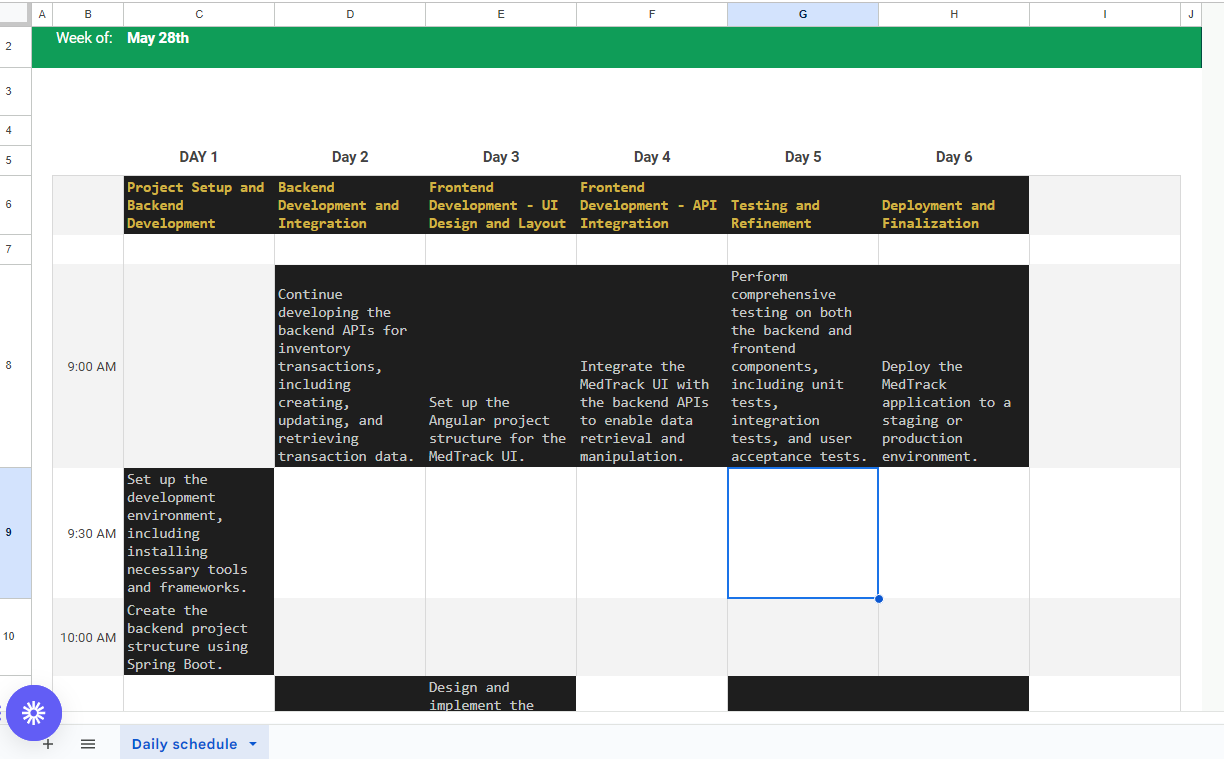 A B C D E F G H I J
2 Week of: May 28th
3
4
5 DAY 1 Day 2 Day 3 Day 4 Day 5 Day 6
6
Project Setup and
Backend
Development
Backend
Development and
Integration
Frontend
Development - UI
Design and Layout
Frontend
Development - API
Integration
Testing and
Refinement
Deployment and
Finalization
7
8
9:00 AM
Continue
developing the
backend APIs for
inventory
transactions,
including
creating,
updating, and
retrieving
transaction data.
Set up the
Angular project
structure for the
MedTrack UI.
Integrate the
MedTrack UI with
the backend APIs
to enable data
retrieval and
manipulation.
Perform
comprehensive
testing on both
the backend and
frontend
components,
including unit
tests,
integration
tests, and user
acceptance tests.
Deploy the
MedTrack
application to a
staging or
production
environment.
9
9:30 AM
Set up the
development
environment,
including
installing
necessary tools
and frameworks.
10
10:00 AM
Create the
backend project
structure using
Spring Boot.
Design and
implement the
Daily schedule